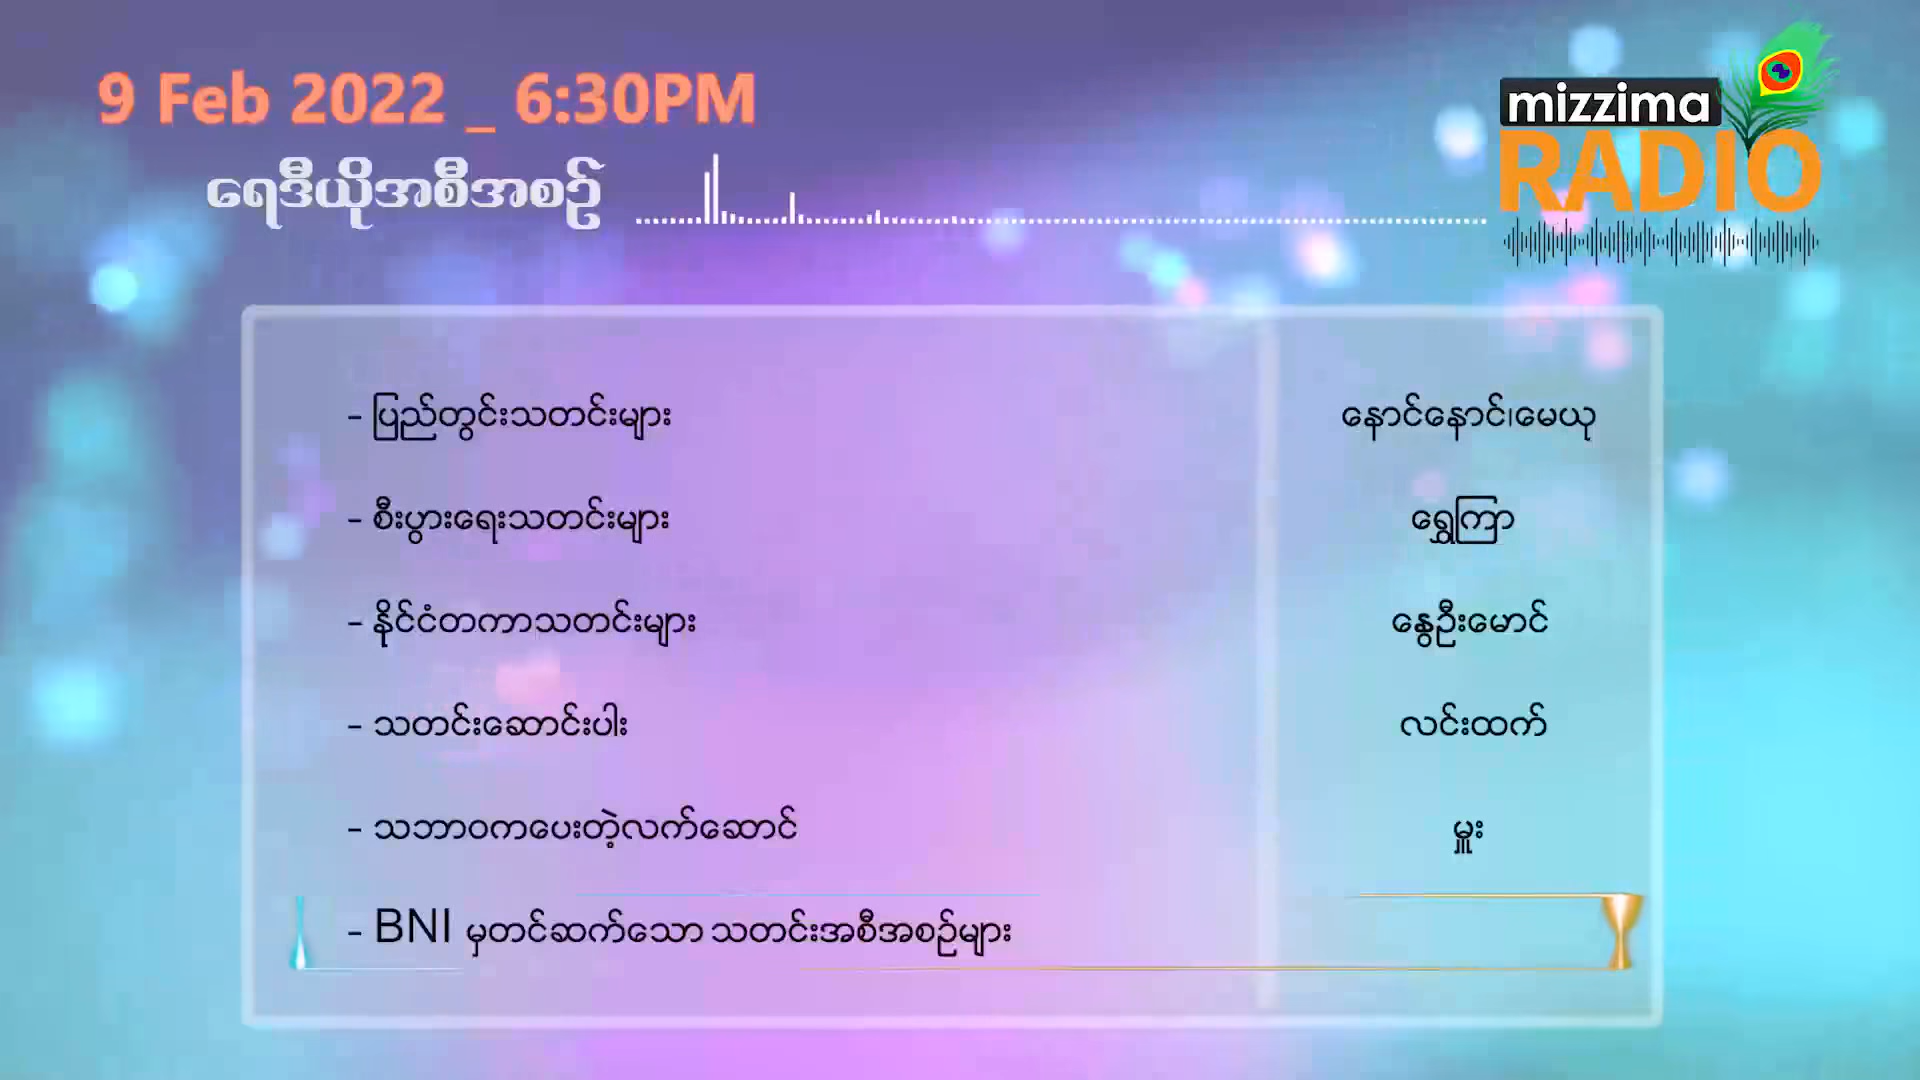 9 Feb 2022 _ 6:30PM
mizzima
RADIO
ရေဒီယိုအစီအစဉ်
- ပြည်တွင်းသတင်းများ နောင်နောင်၊မေယု
- စီးပွားရေးသတင်းများ ရွှေကြာ
- နိုင်ငံတကာသတင်းများ နွေဦးမောင်
- သတင်းဆောင်းပါး လင်းထက်
- သဘာဝကပေးတဲ့လက်ဆောင် မှူး
- BNI မှတင်ဆက်သော သတင်းအစီအစဉ်များ